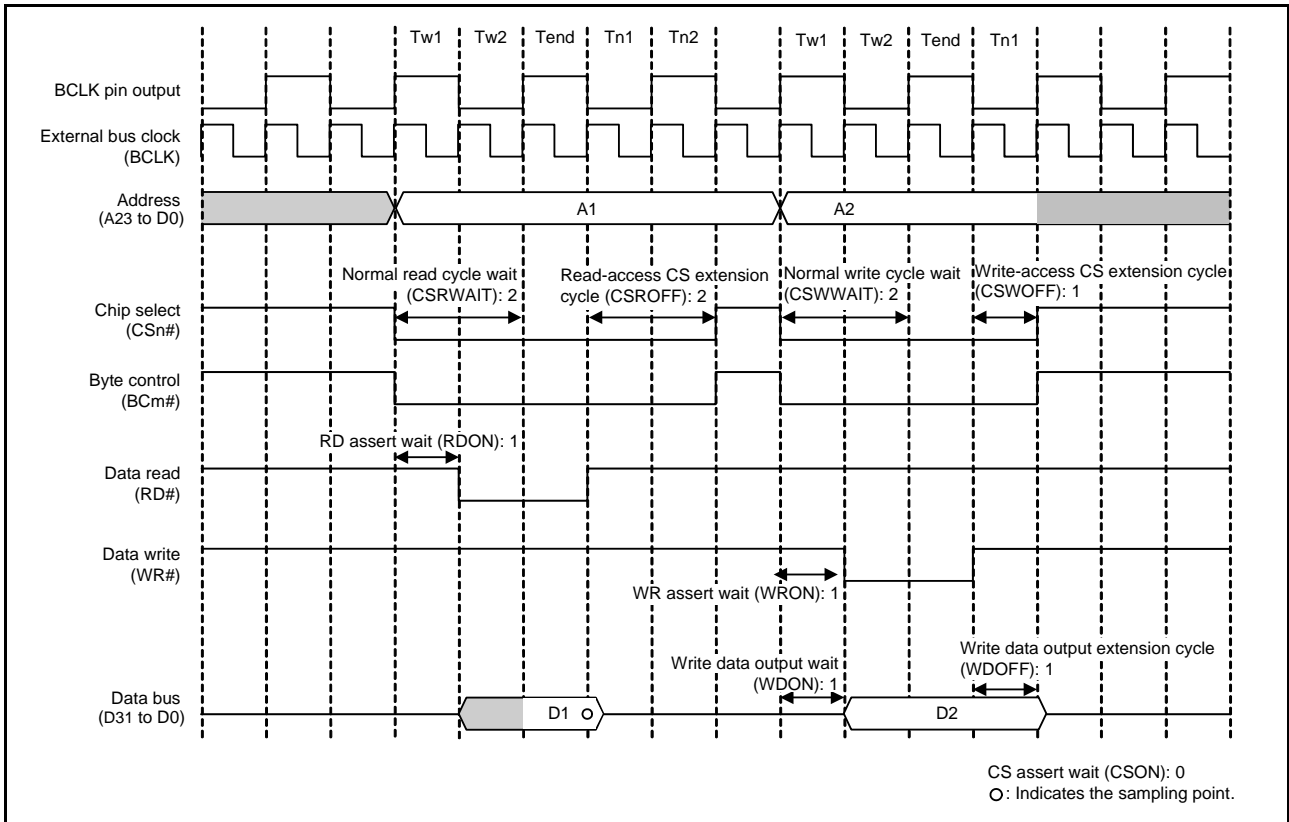 Tw1 Tw2 Tend Tn1 Tn2 Tw1 Tw2 Tend Tn1
BCLK pin output
External bus clock
(BCLK)
Address
(A23 to D0)
A1 A2
Normal read cycle wait
(CSRWAIT): 2
Read-access CS extension
cycle (CSROFF): 2
Normal write cycle wait
(CSWWAIT): 2
Write-access CS extension cycle
(CSWOFF): 1
Chip select
(CSn#)
Byte control
(BCm#)
RD assert wait (RDON): 1
Data read
(RD#)
Data write
(WR#)
WR assert wait (WRON): 1
Write data output wait
(WDON): 1
Write data output extension cycle
(WDOFF): 1
Data bus
(D31 to D0)
D1 D2
CS assert wait (CSON): 0
: Indicates the sampling point.